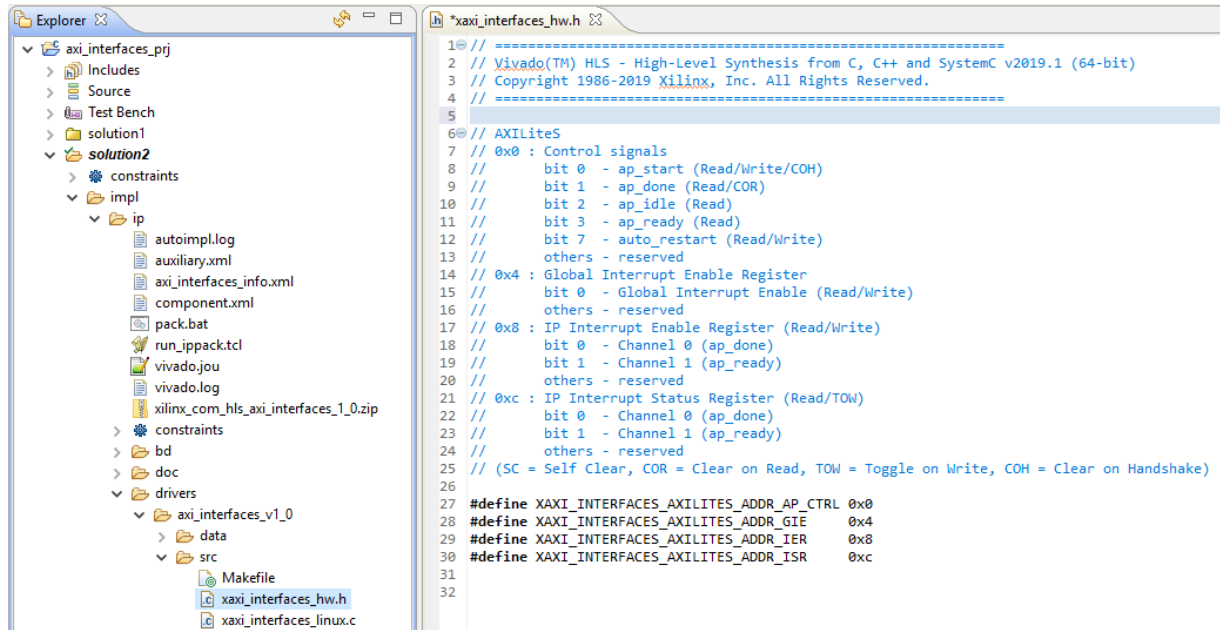 Explorer
axi_interfaces_prj
Includes
Source
Test Bench
solution1
solution2
constraints
impl
ip
autoimpl.log
auxiliary.xml
axi_interfaces_info.xml
component.xml
pack.bat
run_ippack.tcl
vivado.jou
vivado.log
xilinx_com_hls_axi_interfaces_1_0.zip
constraints
bd
doc
drivers
axi_interfaces_v1_0
data
src
Makefile
xaxi_interfaces_hw.h
xaxi_interfaces_linux.c
*xaxi_interfaces_hw.h
1 // ==============================================================
2 // Vivado(TM) HLS - High-Level Synthesis from C, C++ and SystemC v2019.1 (64-bit)
3 // Copyright 1986-2019 Xilinx, Inc. All Rights Reserved.
4 // ==============================================================
5
6 // AXILiteS
7 // 0x0 : Control signals
8 //       bit 0  - ap_start (Read/Write/COH)
9 //       bit 1  - ap_done (Read/COR)
10 //       bit 2  - ap_idle (Read)
11 //       bit 3  - ap_ready (Read)
12 //       bit 7  - auto_restart (Read/Write)
13 //       others - reserved
14 // 0x4 : Global Interrupt Enable Register
15 //       bit 0  - Global Interrupt Enable (Read/Write)
16 //       others - reserved
17 // 0x8 : IP Interrupt Enable Register (Read/Write)
18 //       bit 0  - Channel 0 (ap_done)
19 //       bit 1  - Channel 1 (ap_ready)
20 //       others - reserved
21 // 0xc : IP Interrupt Status Register (Read/TOW)
22 //       bit 0  - Channel 0 (ap_done)
23 //       bit 1  - Channel 1 (ap_ready)
24 //       others - reserved
25 // (SC = Self Clear, COR = Clear on Read, TOW = Toggle on Write, COH = Clear on Handshake)
26
27 #define XAXI_INTERFACES_AXILITES_ADDR_AP_CTRL 0x0
28 #define XAXI_INTERFACES_AXILITES_ADDR_GIE     0x4
29 #define XAXI_INTERFACES_AXILITES_ADDR_IER     0x8
30 #define XAXI_INTERFACES_AXILITES_ADDR_ISR     0xc
31
32